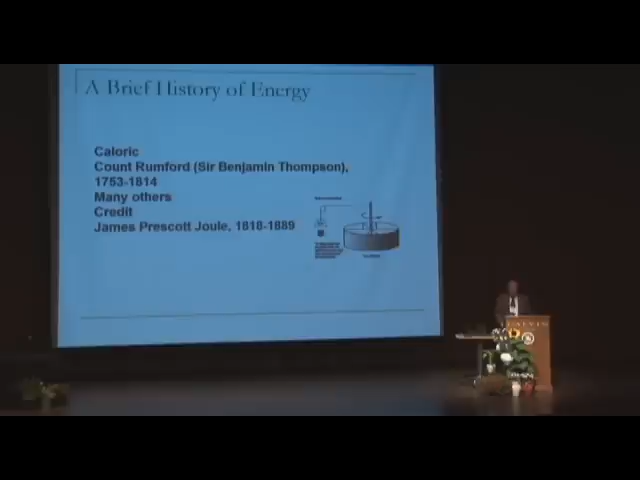 A Brief History of Energy
Caloric
Count Rumford (Sir Benjamin Thompson),
1753-1814
Many others
Credit
James Prescott Joule, 1818-1889
CALVIN